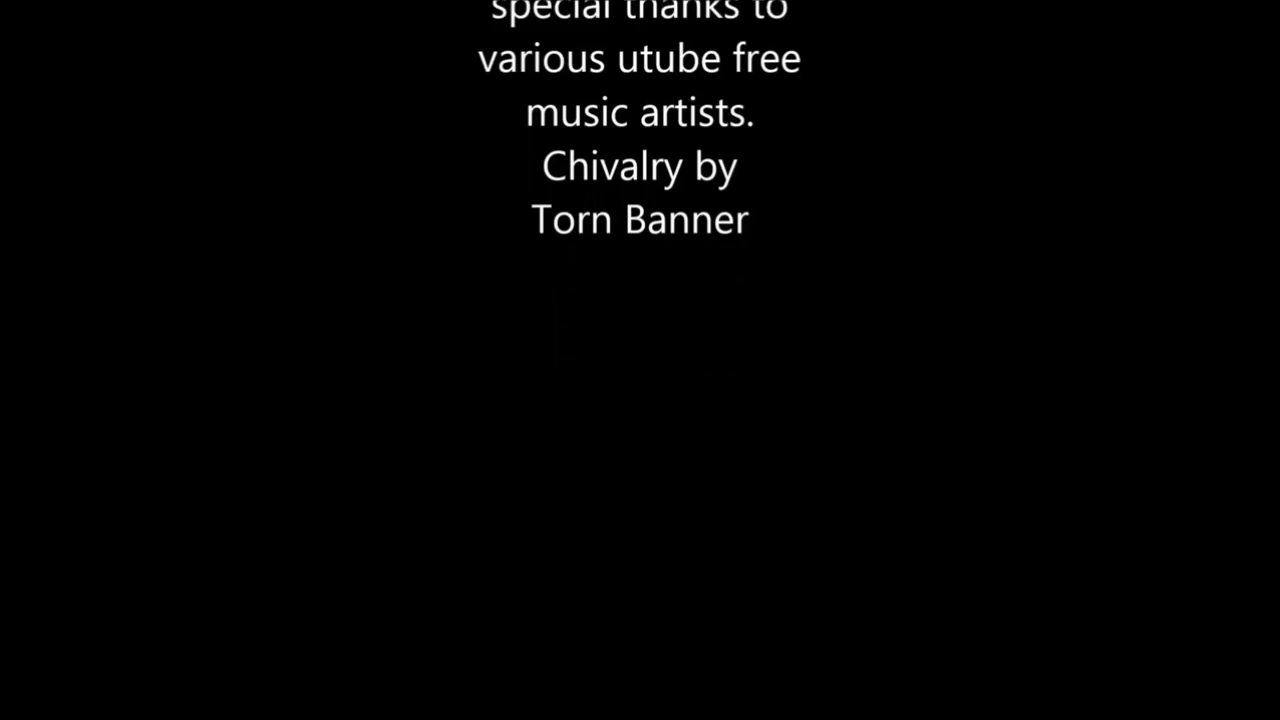 special thanks to
various utube free
music artists.
Chivalry by
Torn Banner